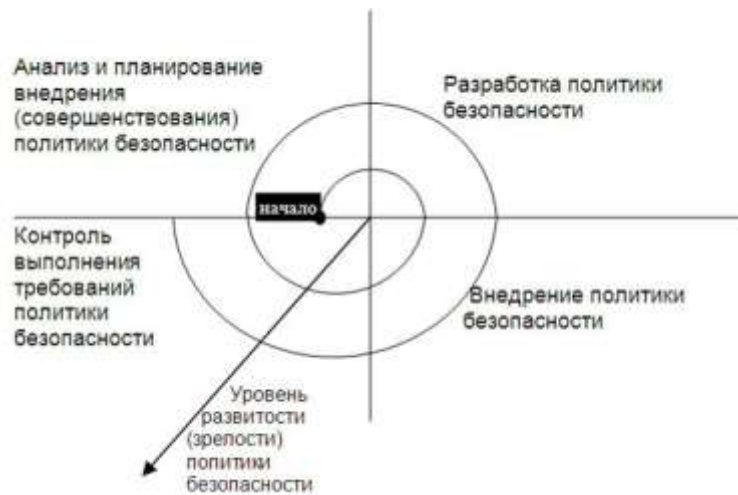 Анализ и планирование
внедрения
(совершенствования)
политики безопасности
Разработка политики
безопасности
начало
Контроль
выполнения
требований
политики
безопасности
Внедрение политики
безопасности
Уровень
развитости
(зрелости)
политики
безопасности